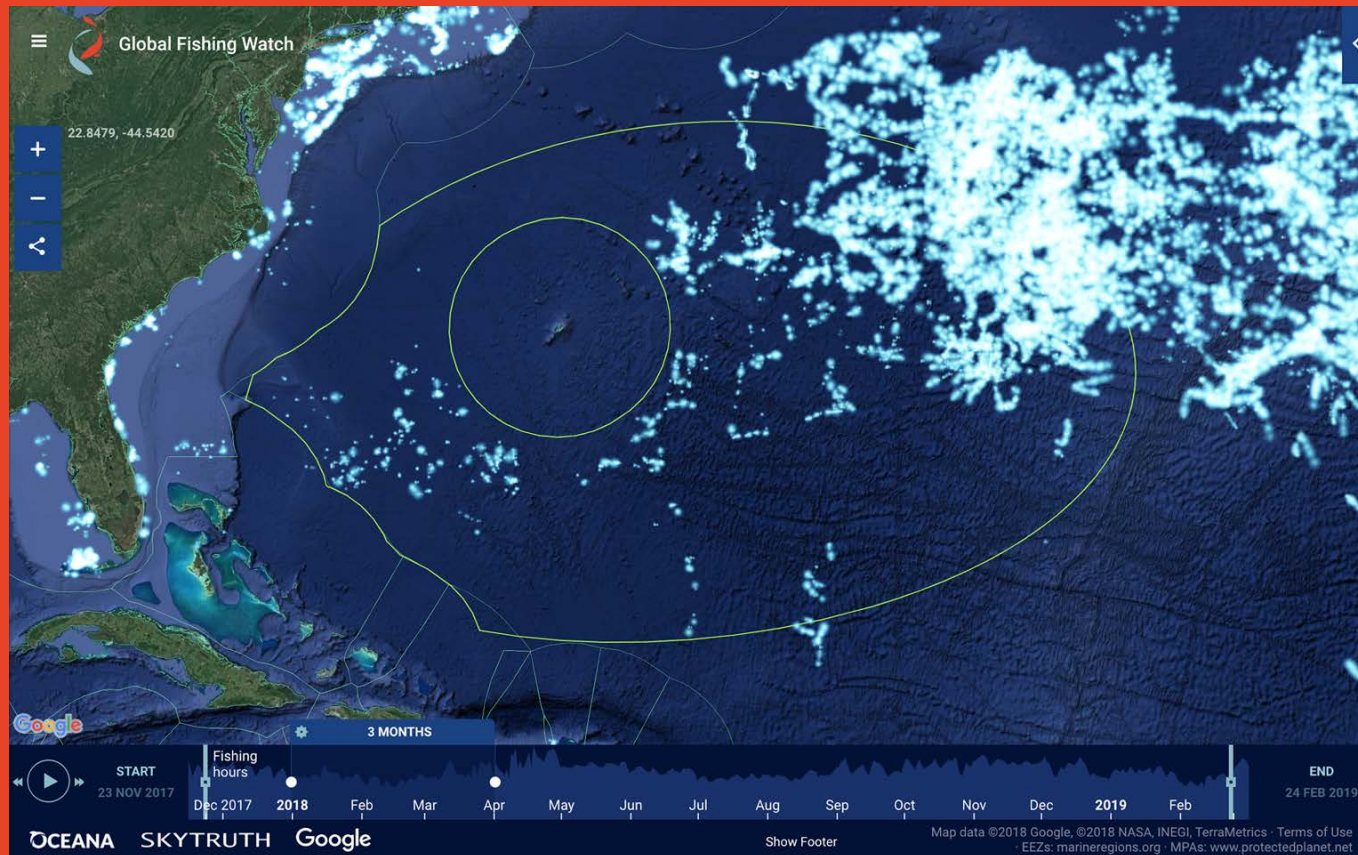 Global Fishing Watch
22.8479, -44.5420
+
−
Google
3 MONTHS
Fishing
hours
START
23 NOV 2017
Dec 2017 2018 Feb Mar Apr May Jun Jul Aug Sep Oct Nov Dec 2019 Feb
END
24 FEB 2019
OCEANA SKYTRUTH Google
Show Footer
Map data ©2018 Google, ©2018 NASA, INEGI, TerraMetrics · Terms of Use
· EEZs: marineregions.org · MPAs: www.protectedplanet.net